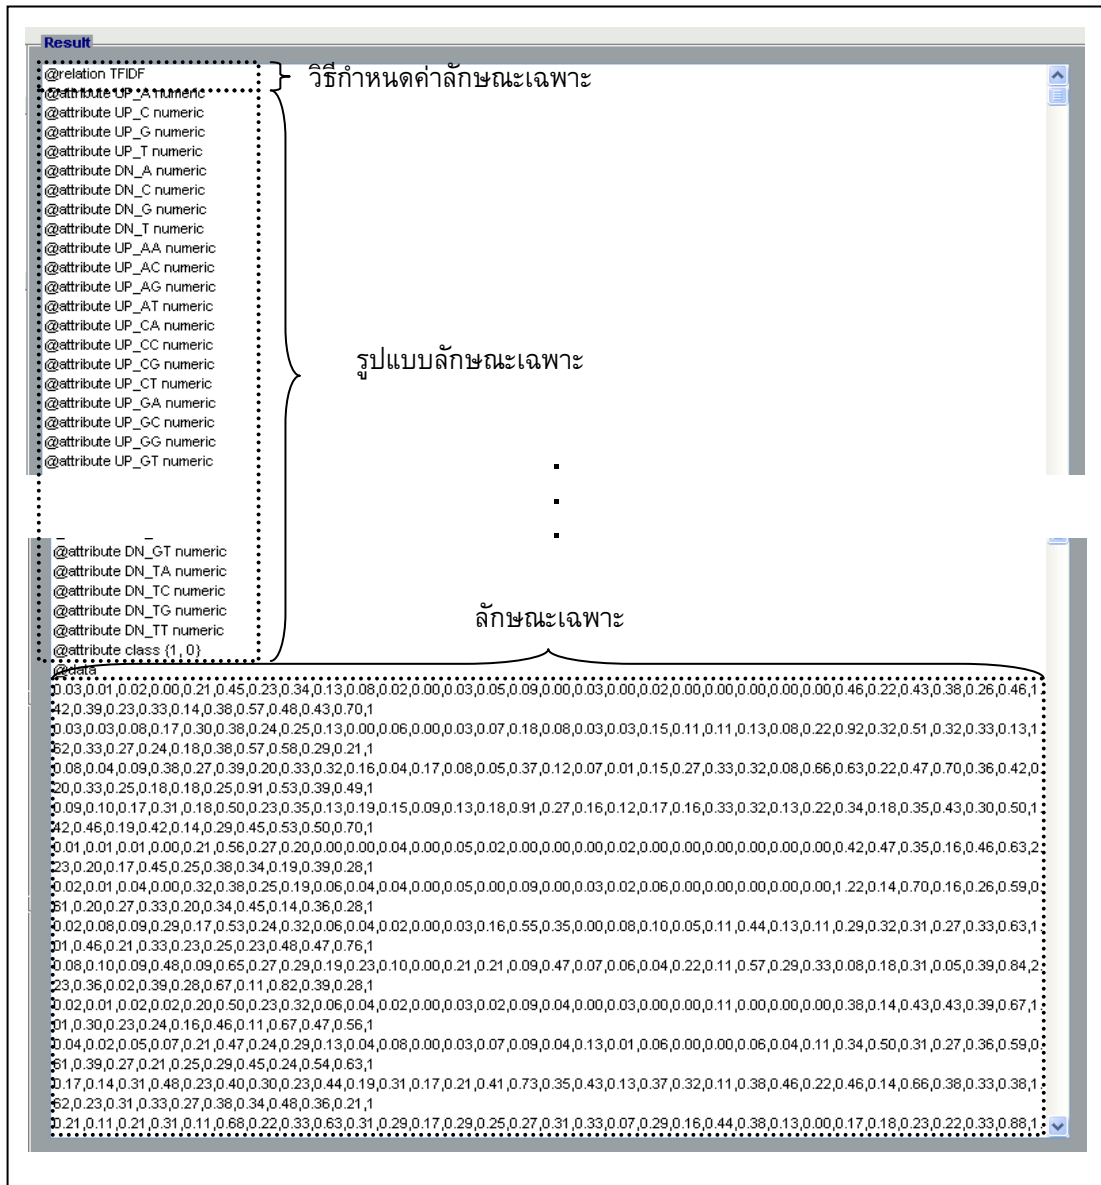 Result
@relation TFIDF
วิธีกำหนดค่าลักษณะเฉพาะ
@attribute UP_A numeric
@attribute UP_C numeric
@attribute UP_G numeric
@attribute UP_T numeric
@attribute DN_A numeric
@attribute DN_C numeric
@attribute DN_G numeric
@attribute DN_T numeric
@attribute UP_AA numeric
@attribute UP_AC numeric
@attribute UP_AG numeric
@attribute UP_AT numeric
@attribute UP_CA numeric
@attribute UP_CC numeric
@attribute UP_CG numeric
รูปแบบลักษณะเฉพาะ
@attribute UP_CT numeric
@attribute UP_GA numeric
@attribute UP_GC numeric
@attribute UP_GG numeric
@attribute UP_GT numeric
@attribute DN_GT numeric
@attribute DN_TA numeric
@attribute DN_TC numeric
@attribute DN_TG numeric
ลักษณะเฉพาะ
@attribute DN_TT numeric
@attribute class {1, 0}
@data
0.03,0.01,0.02,0.00,0.21,0.45,0.23,0.34,0.13,0.08,0.02,0.00,0.03,0.05,0.09,0.00,0.03,0.00,0.02,0.00,0.00,0.00,0.00,0.00,0.46,0.22,0.43,0.38,0.26,0.46,1.
42,0.39,0.23,0.33,0.14,0.38,0.57,0.48,0.43,0.70,1
0.03,0.03,0.08,0.17,0.30,0.38,0.24,0.25,0.13,0.00,0.06,0.00,0.03,0.07,0.18,0.08,0.03,0.03,0.15,0.11,0.11,0.13,0.08,0.22,0.92,0.32,0.51,0.32,0.33,0.13,1.
62,0.33,0.27,0.24,0.18,0.38,0.57,0.58,0.29,0.21,1
0.08,0.04,0.09,0.38,0.27,0.39,0.20,0.33,0.32,0.16,0.04,0.17,0.08,0.05,0.37,0.12,0.07,0.01,0.15,0.27,0.33,0.32,0.08,0.66,0.63,0.22,0.47,0.70,0.36,0.42,0.
20,0.33,0.25,0.18,0.18,0.25,0.91,0.53,0.39,0.49,1
0.09,0.10,0.17,0.31,0.18,0.50,0.23,0.35,0.13,0.19,0.15,0.09,0.13,0.18,0.91,0.27,0.16,0.12,0.17,0.16,0.33,0.32,0.13,0.22,0.34,0.18,0.35,0.43,0.30,0.50,1.
42,0.46,0.19,0.42,0.14,0.29,0.45,0.53,0.50,0.70,1
0.01,0.01,0.01,0.00,0.21,0.56,0.27,0.20,0.00,0.00,0.04,0.00,0.05,0.02,0.00,0.00,0.00,0.02,0.00,0.00,0.00,0.00,0.00,0.00,0.42,0.47,0.35,0.16,0.46,0.63,2.
23,0.20,0.17,0.45,0.25,0.38,0.34,0.19,0.39,0.28,1
0.02,0.01,0.04,0.00,0.32,0.38,0.25,0.19,0.06,0.04,0.04,0.00,0.05,0.00,0.09,0.00,0.03,0.02,0.06,0.00,0.00,0.00,0.00,0.00,1.22,0.14,0.70,0.16,0.26,0.59,0.
61,0.20,0.27,0.33,0.20,0.34,0.45,0.14,0.36,0.28,1
0.02,0.08,0.09,0.29,0.17,0.53,0.24,0.32,0.06,0.04,0.02,0.00,0.03,0.16,0.55,0.35,0.00,0.08,0.10,0.05,0.11,0.44,0.13,0.11,0.29,0.32,0.31,0.27,0.33,0.63,1.
01,0.46,0.21,0.33,0.23,0.25,0.23,0.48,0.47,0.76,1
0.08,0.10,0.09,0.48,0.09,0.65,0.27,0.29,0.19,0.23,0.10,0.00,0.21,0.21,0.09,0.47,0.07,0.06,0.04,0.22,0.11,0.57,0.29,0.33,0.08,0.18,0.31,0.05,0.39,0.84,2.
23,0.36,0.02,0.39,0.28,0.67,0.11,0.82,0.39,0.28,1
0.02,0.01,0.02,0.02,0.20,0.50,0.23,0.32,0.06,0.04,0.02,0.00,0.03,0.02,0.09,0.04,0.00,0.03,0.00,0.00,0.11,0.00,0.00,0.00,0.38,0.14,0.43,0.43,0.39,0.67,1.
01,0.30,0.23,0.24,0.16,0.46,0.11,0.67,0.47,0.56,1
0.04,0.02,0.05,0.07,0.21,0.47,0.24,0.29,0.13,0.04,0.08,0.00,0.03,0.07,0.09,0.04,0.13,0.01,0.06,0.00,0.00,0.06,0.04,0.11,0.34,0.50,0.31,0.27,0.36,0.59,0.
61,0.39,0.27,0.21,0.25,0.29,0.45,0.24,0.54,0.63,1
0.17,0.14,0.31,0.48,0.23,0.40,0.30,0.23,0.44,0.19,0.31,0.17,0.21,0.41,0.73,0.35,0.43,0.13,0.37,0.32,0.11,0.38,0.46,0.22,0.46,0.14,0.66,0.38,0.33,0.38,1.
62,0.23,0.31,0.33,0.27,0.38,0.34,0.48,0.36,0.21,1
0.21,0.11,0.21,0.31,0.11,0.68,0.22,0.33,0.63,0.31,0.29,0.17,0.29,0.25,0.27,0.31,0.33,0.07,0.29,0.16,0.44,0.38,0.13,0.00,0.17,0.18,0.23,0.22,0.33,0.88,1.